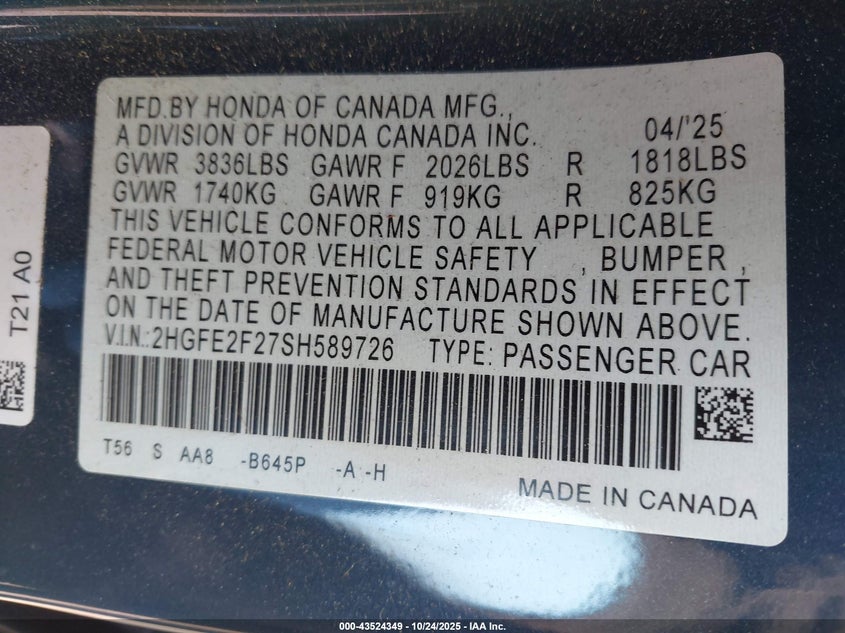 MFD.BY HONDA OF CANADA MFG.,
A DIVISION OF HONDA CANADA INC. 04/'25
GVWR 3836LBS GAWR F 2026LBS R 1818LBS
GVWR 1740KG GAWR F 919KG R 825KG
THIS VEHICLE CONFORMS TO ALL APPLICABLE
FEDERAL MOTOR VEHICLE SAFETY , BUMPER ,
AND THEFT PREVENTION STANDARDS IN EFFECT
ON THE DATE OF MANUFACTURE SHOWN ABOVE.
V.I.N.:2HGFE2F27SH589726 TYPE: PASSENGER CAR
T56 S AA8 -B645P -A -H
MADE IN CANADA
T21 A0
000-43524349 | 10/24/2025 | IAA Inc.